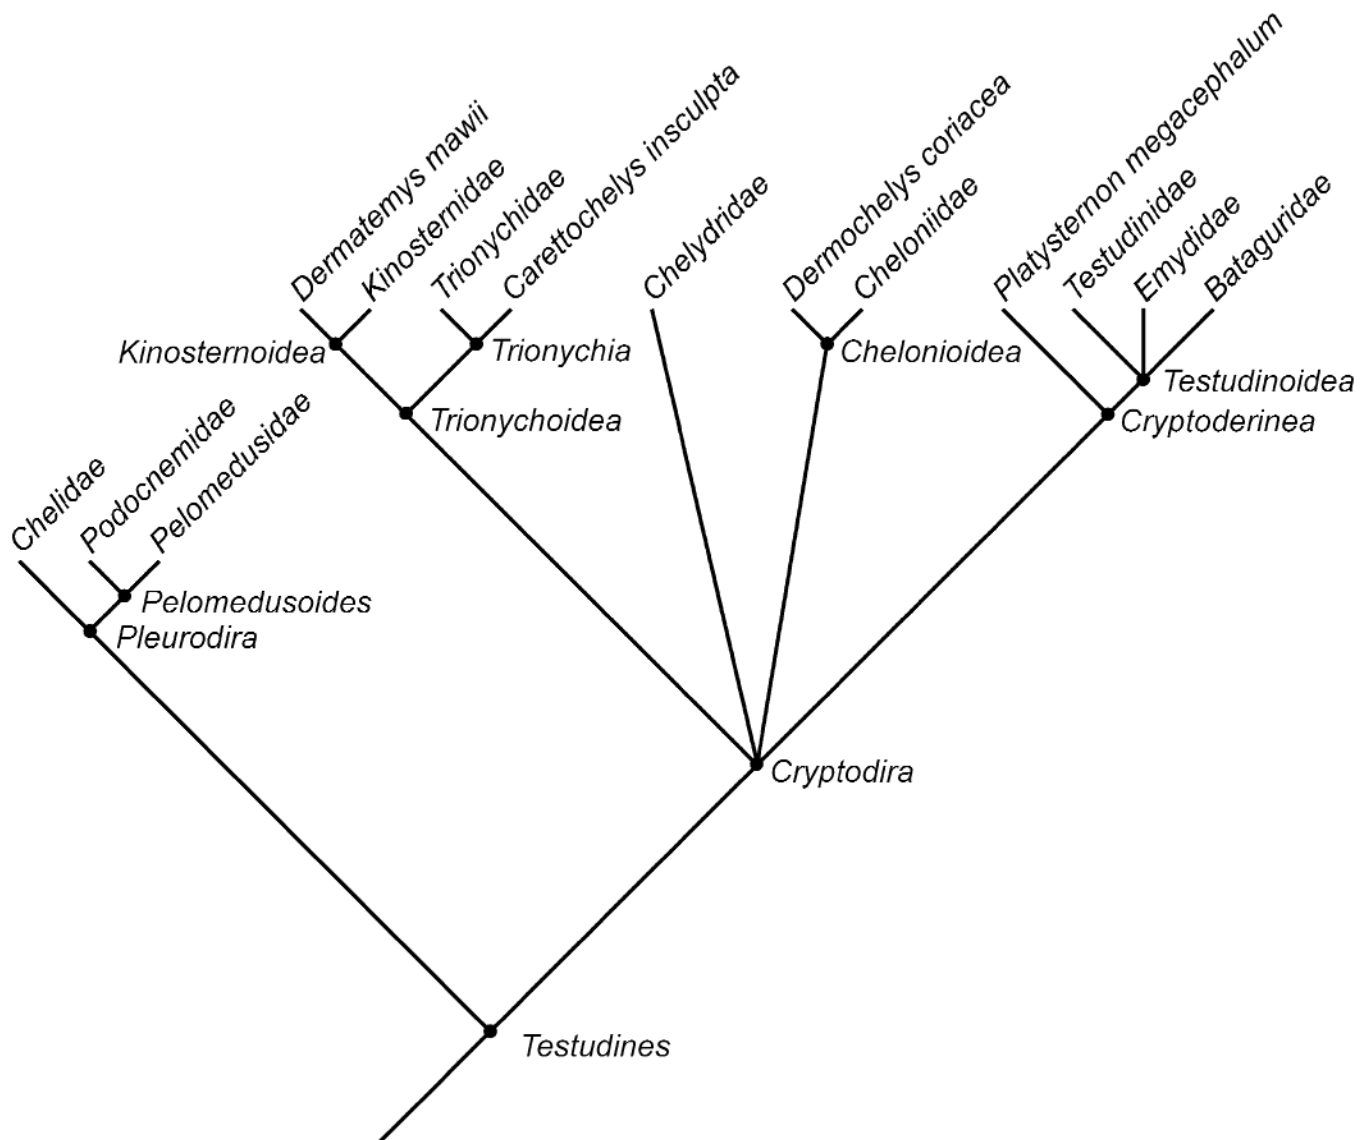 Dermatemys mawii
Kinosternidae
Trionychidae
Carettochelys insculpta
Chelydridae
Dermochelys coriacea
Cheloniidae
Platysternon megacephalum
Testudinidae
Emydidae
Bataguridae
Kinosternoidea
Trionychia
Chelonioidea
Testudinoidea
Trionychoidea
Cryptoderinea
Chelidae
Podocnemidae
Pelomedusidae
Pelomedusoides
Pleurodira
Cryptodira
Testudines